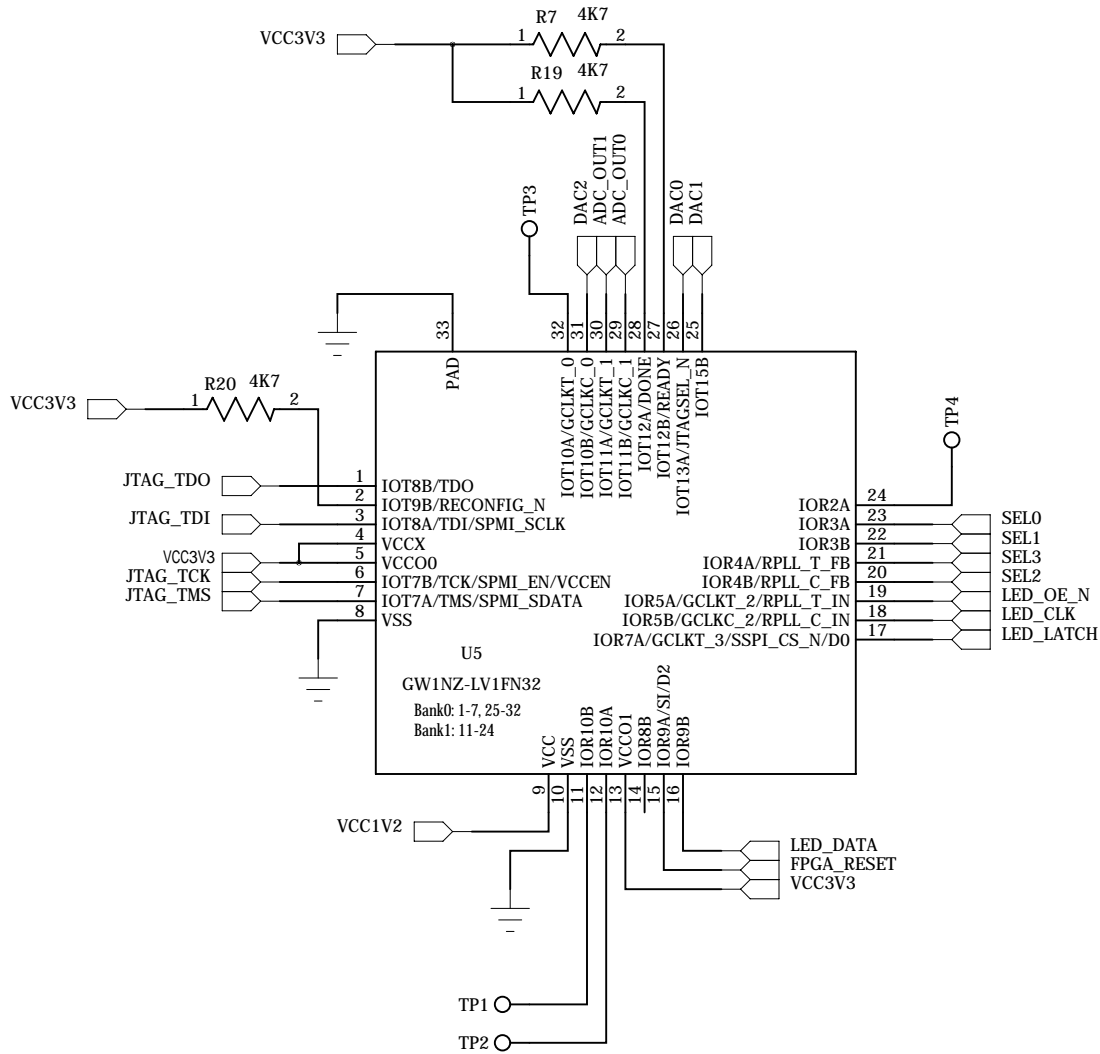 R7 4K7
VCC3V3 1 2
R19 4K7
1 2
TP3
DAC2
ADC_OUT1
ADC_OUT0
DAC0
DAC1
33 32 31 30 29 28 27 26 25
PAD
IOT10A/GCLKT_0
IOT10B/GCLKC_0
IOT11A/GCLKT_1
IOT11B/GCLKC_1
IOT12A/DONE
IOT12B/READY
IOT13A/JTAGSEL_N
IOT15B
R20 4K7
VCC3V3 1 2
TP4
JTAG_TDO 1 IOT8B/TDO
2 IOT9B/RECONFIG_N
JTAG_TDI 3 IOT8A/TDI/SPMI_SCLK
4 VCCX
VCC3V3 5 VCCO0
JTAG_TCK 6 IOT7B/TCK/SPMI_EN/VCCEN
JTAG_TMS 7 IOT7A/TMS/SPMI_SDATA
8 VSS
IOR2A 24
IOR3A 23 SEL0
IOR3B 22 SEL1
IOR4A/RPLL_T_FB 21 SEL3
IOR4B/RPLL_C_FB 20 SEL2
IOR5A/GCLKT_2/RPLL_T_IN 19 LED_OE_N
IOR5B/GCLKC_2/RPLL_C_IN 18 LED_CLK
IOR7A/GCLKT_3/SSPI_CS_N/D0 17 LED_LATCH
U5
GW1NZ-LV1FN32
Bank0: 1-7, 25-32
Bank1: 11-24
VCC
VSS
IOR10B
IOR10A
VCCO1
IOR8B
IOR9A/SI/D2
IOR9B
9 10 11 12 13 14 15 16
VCC1V2
LED_DATA
FPGA_RESET
VCC3V3
TP1
TP2